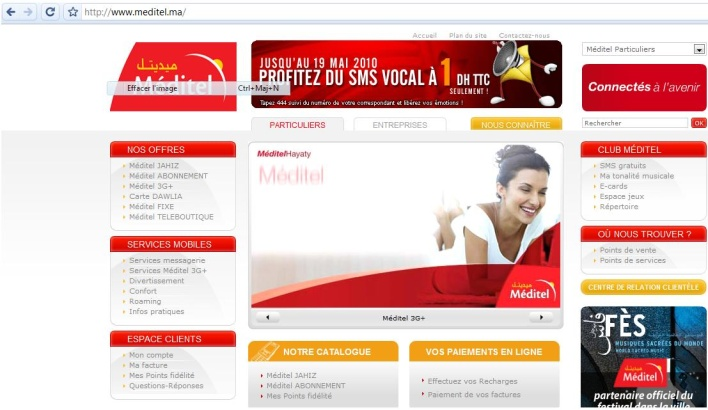 http://www.meditel.ma/
Accueil Plan du site Contactez-nous
ميديتل
Méditel
Effacer l'image Ctrl+Maj+N
JUSQU'AU 19 MAI 2010
PROFITEZ DU SMS VOCAL À 1 DH TTC
SEULEMENT !
Tapez 444 suivi du numéro de votre correspondant et libérez vos émotions !
Méditel Particuliers
Connectés à l'avenir
Rechercher OK
PARTICULIERS ENTREPRISES NOUS CONNAÎTRE
NOS OFFRES
Méditel JAHIZ
Méditel ABONNEMENT
Méditel 3G+
Carte DAWLIA
Méditel FIXE
Méditel TELEBOUTIQUE
SERVICES MOBILES
Services messagerie
Services Méditel 3G+
Divertissement
Confort
Roaming
Infos pratiques
ESPACE CLIENTS
Mon compte
Ma facture
Mes Points fidélité
Questions-Réponses
MéditelHayaty
Méditel
ميديتل
Méditel
Méditel 3G+
NOTRE CATALOGUE
Méditel JAHIZ
Méditel ABONNEMENT
Mes Points fidélité
VOS PAIEMENTS EN LIGNE
Effectuez vos Recharges
Paiement de vos factures
CLUB MÉDITEL
SMS gratuits
Ma tonalité musicale
E-cards
Espace jeux
Répertoire
OÙ NOUS TROUVER ?
Points de vente
Points de services
CENTRE DE RELATION CLIENTÈLE
FÈS
MUSIQUES SACRÉES DU MONDE
WORLD SACRED MUSIC
Méditel
partenaire officiel du
festival dans la ville